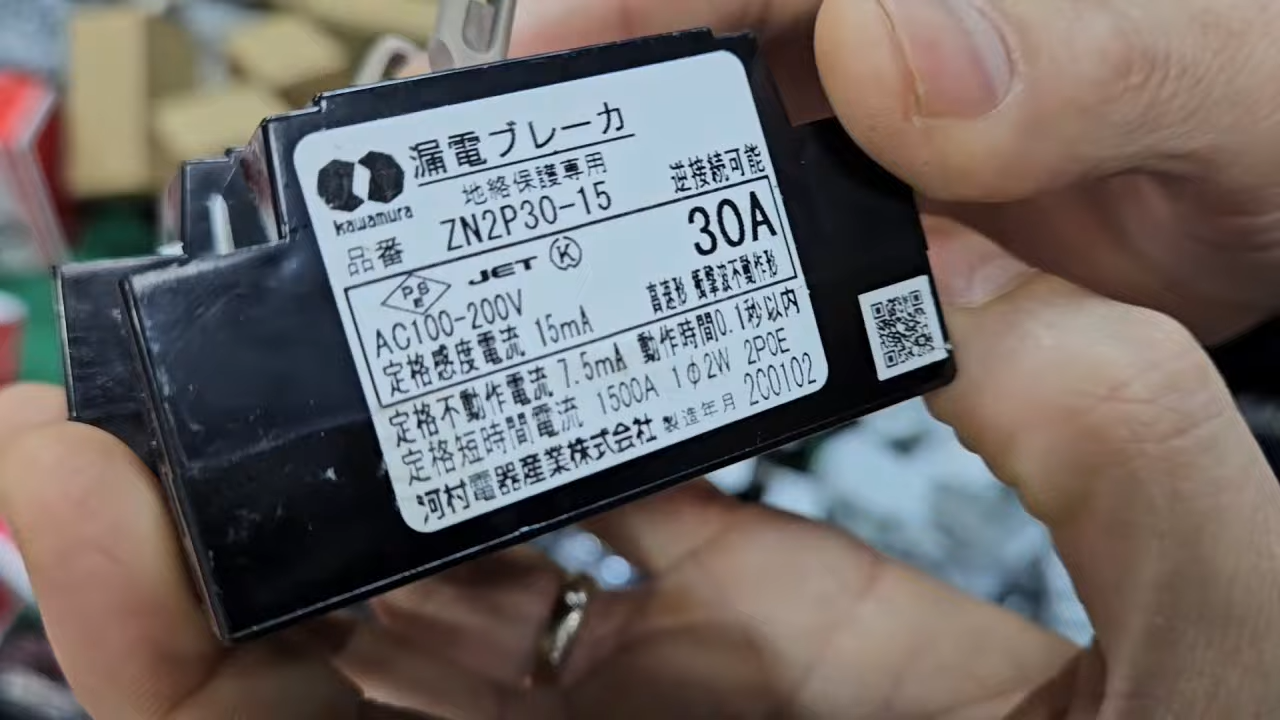 漏電ブレーカ
kawamura
地絡保護専用
逆接続可能
品番 ZN2P30-15
PSE JET K 30A
AC100-200V 高速形 衝撃波不動作形
定格感度電流 15mA
定格不動作電流 7.5mA 動作時間0.1秒以内
定格短時間電流 1500A 1φ2W 2P0E
河村電器産業株式会社 製造年月 2C0102